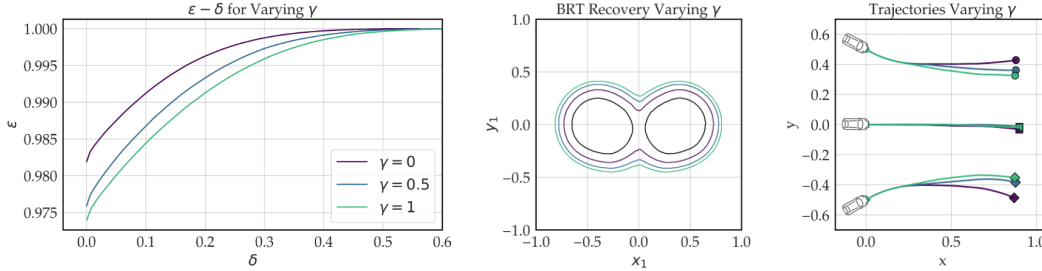 ε − δ for Varying γ
ε
1.000
0.995
0.990
0.985
0.980
0.975
γ = 0
γ = 0.5
γ = 1
0.0 0.1 0.2 0.3 0.4 0.5 0.6
δ
BRT Recovery Varying γ
y₁
1.0
0.5
0.0
−0.5
−1.0
−1.0 −0.5 0.0 0.5 1.0
x₁
Trajectories Varying γ
y
0.6
0.4
0.2
0.0
−0.2
−0.4
−0.6
0.0 0.5 1.0
x